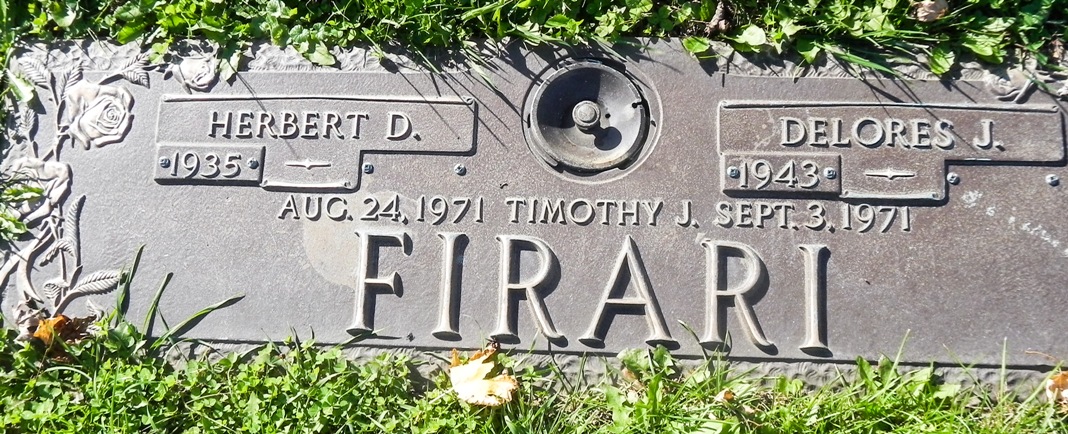 HERBERT D.
1935
DELORES J.
1943
AUG. 24, 1971 TIMOTHY J. SEPT. 3, 1971
FIRARI